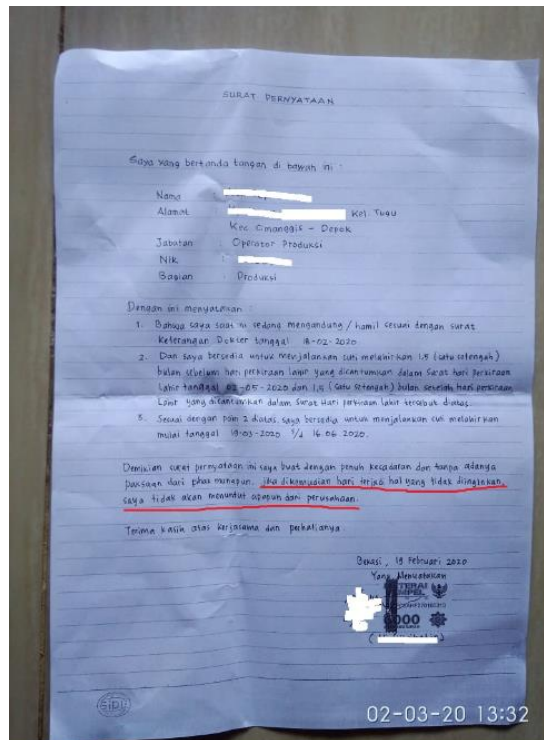 SURAT PERNYATAAN
Saya yang bertanda tangan di bawah ini :
Nama :
Alamat : Kel. Tugu
Kec. Cimanggis - Depok
Jabatan : Operator Produksi
Nik :
Bagian : Produksi
Dengan ini menyatakan :
1. Bahwa saya saat ini sedang mengandung / hamil sesuai dengan surat
Keterangan Dokter tanggal 18-02-2020
2. Dan saya bersedia untuk menjalankan cuti melahirkan 1,5 (satu setengah)
bulan sebelum hari perkiraan lahir yang dicantumkan dalam surat hari perkiraan
Lahir tanggal 02-05-2020 dan 1,5 (satu setengah) bulan setelah hari perkiraan
Lahir yang dicantumkan dalam surat Hari perkiraan lahir tersebut diatas.
3. Sesuai dengan poin 2 diatas saya bersedia untuk menjalankan cuti melahirkan
mulai tanggal 19-03-2020 s/d 16.06.2020.
Demikian surat pernyataan ini saya buat dengan penuh kesadaran dan tanpa adanya
paksaan dari pihak manapun, jika dikemudian hari terjadi hal yang tidak diinginkan,
saya tidak akan menuntut apapun dari perusahaan.
Terima kasih atas kerjasama dan perhatianya.
Bekasi, 19 Februari 2020
Yang Menyatakan
TERAI
MPEL
000
SIDU
02-03-20 13:32